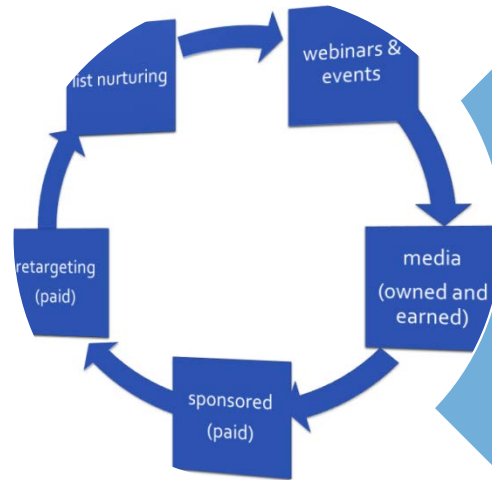 list nurturing
webinars &
events
media
(owned and
earned)
sponsored
(paid)
retargeting
(paid)